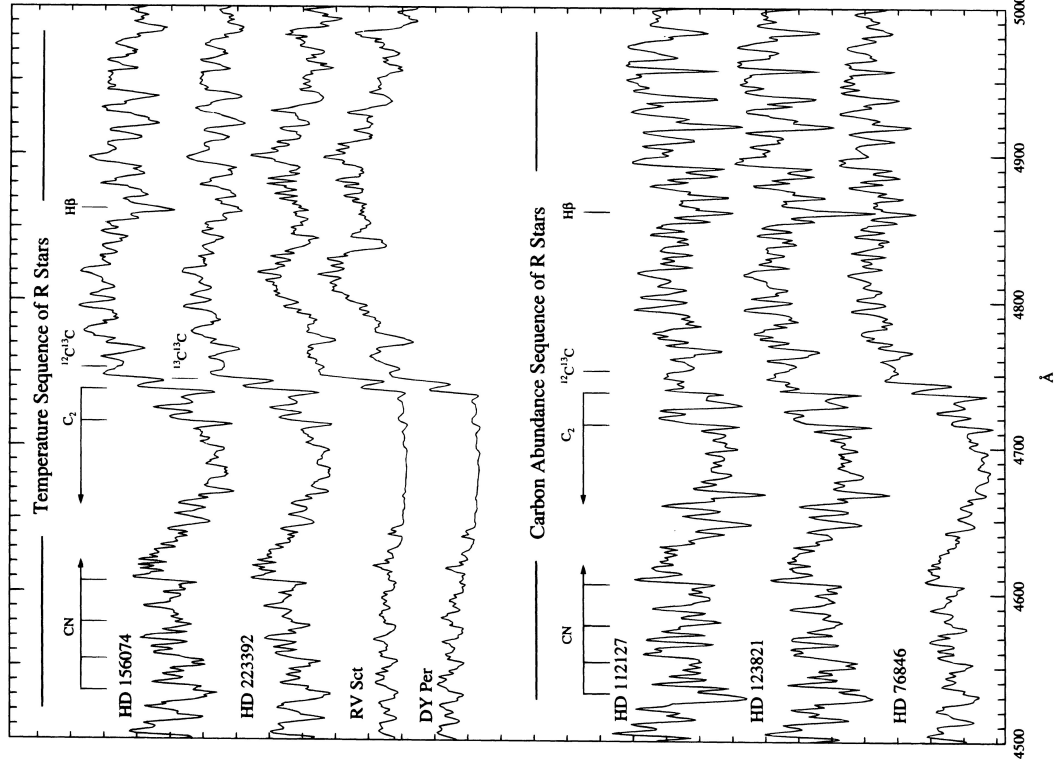 Temperature Sequence of R Stars
CN
C₂
¹²C¹³C
¹³C¹³C
Hβ
HD 156074
HD 223392
RV Sct
DY Per
Carbon Abundance Sequence of R Stars
CN
C₂
¹²C¹³C
Hβ
HD 112127
HD 123821
HD 76846
4500
4600
4700
4800
4900
5000
Å